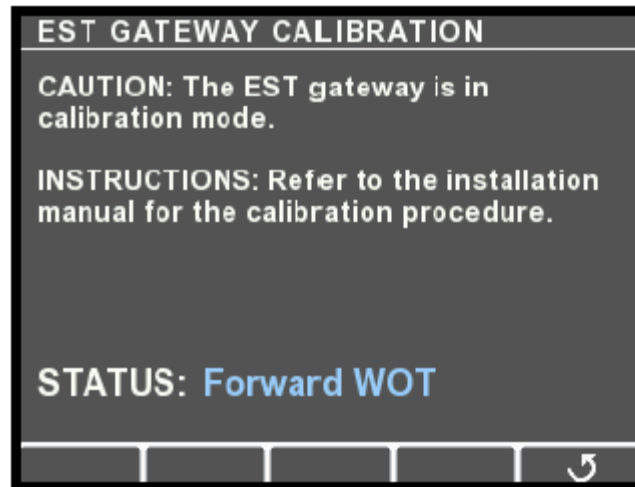 EST GATEWAY CALIBRATION
CAUTION: The EST gateway is in
calibration mode.
INSTRUCTIONS: Refer to the installation
manual for the calibration procedure.
STATUS: Forward WOT